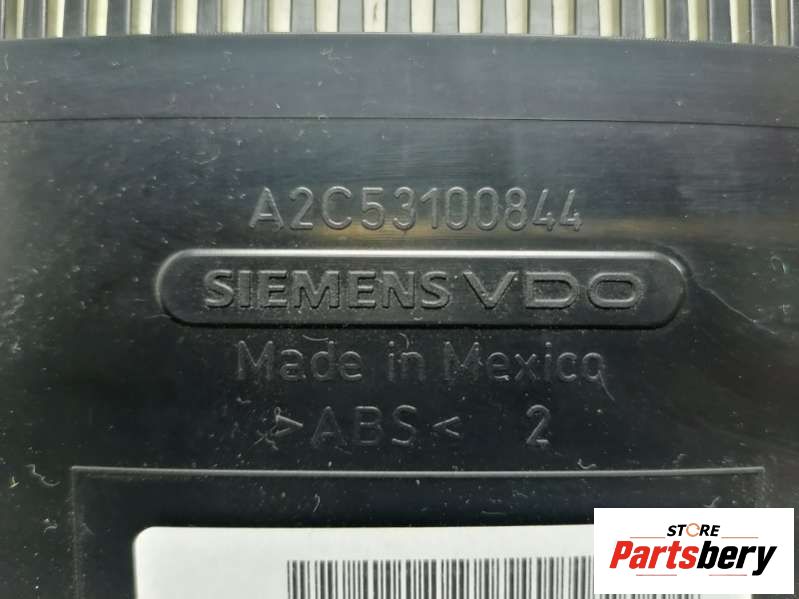 A2C53100844
SIEMENS VDO
Made in Mexico
>ABS< 2
STORE
Partsbery